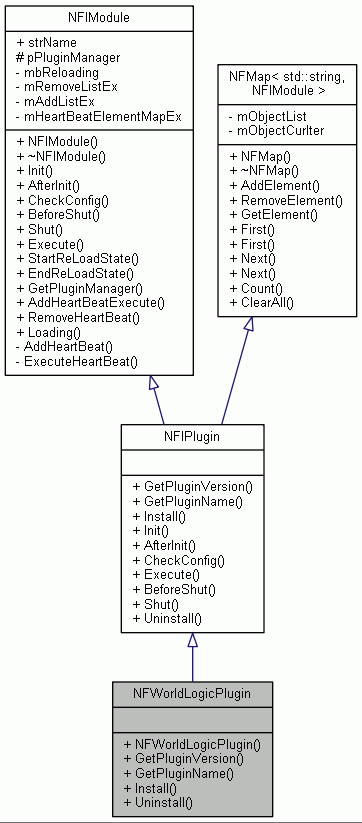 NFIModule
+ strName
# pPluginManager
- mbReloading
- mRemoveListEx
- mAddListEx
- mHeartBeatElementMapEx
+ NFIModule()
+ ~NFIModule()
+ Init()
+ AfterInit()
+ CheckConfig()
+ BeforeShut()
+ Shut()
+ Execute()
+ StartReLoadState()
+ EndReLoadState()
+ GetPluginManager()
+ AddHeartBeatExecute()
+ RemoveHeartBeat()
+ Loading()
- AddHeartBeat()
- ExecuteHeartBeat()
NFMap< std::string,
NFIModule >
- mObjectList
- mObjectCurIter
+ NFMap()
+ ~NFMap()
+ AddElement()
+ RemoveElement()
+ GetElement()
+ First()
+ First()
+ Next()
+ Next()
+ Count()
+ ClearAll()
NFIPlugin
+ GetPluginVersion()
+ GetPluginName()
+ Install()
+ Init()
+ AfterInit()
+ CheckConfig()
+ Execute()
+ BeforeShut()
+ Shut()
+ Uninstall()
NFWorldLogicPlugin
+ NFWorldLogicPlugin()
+ GetPluginVersion()
+ GetPluginName()
+ Install()
+ Uninstall()